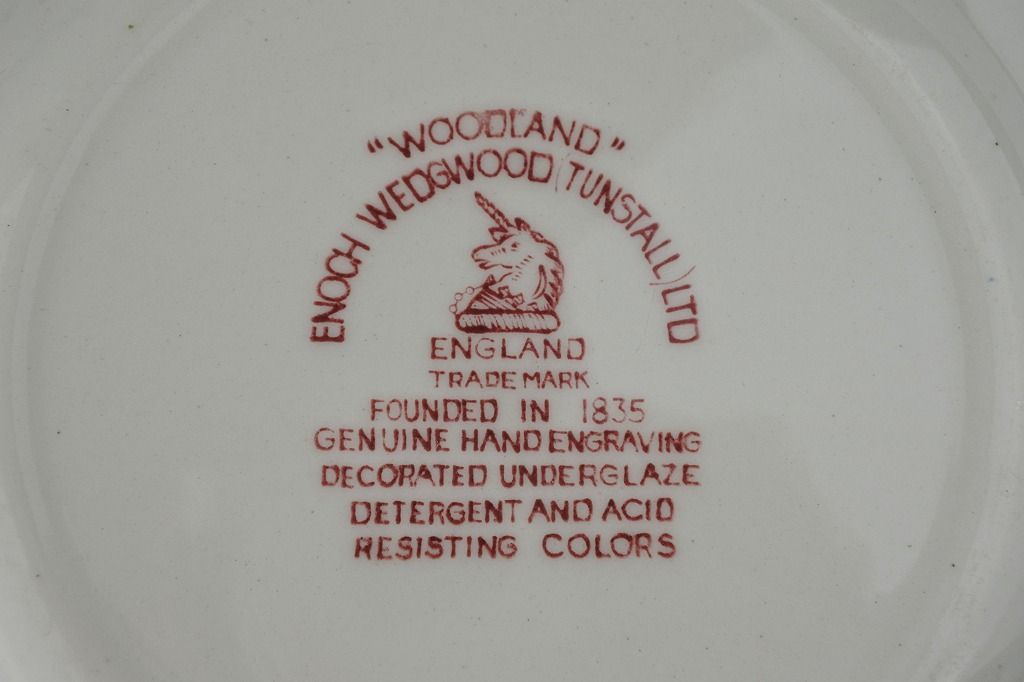 "WOODLAND"
ENOCH WEDGWOOD (TUNSTALL) LTD
ENGLAND
TRADE MARK
FOUNDED IN 1835
GENUINE HAND ENGRAVING
DECORATED UNDERGLAZE
DETERGENT AND ACID
RESISTING COLORS